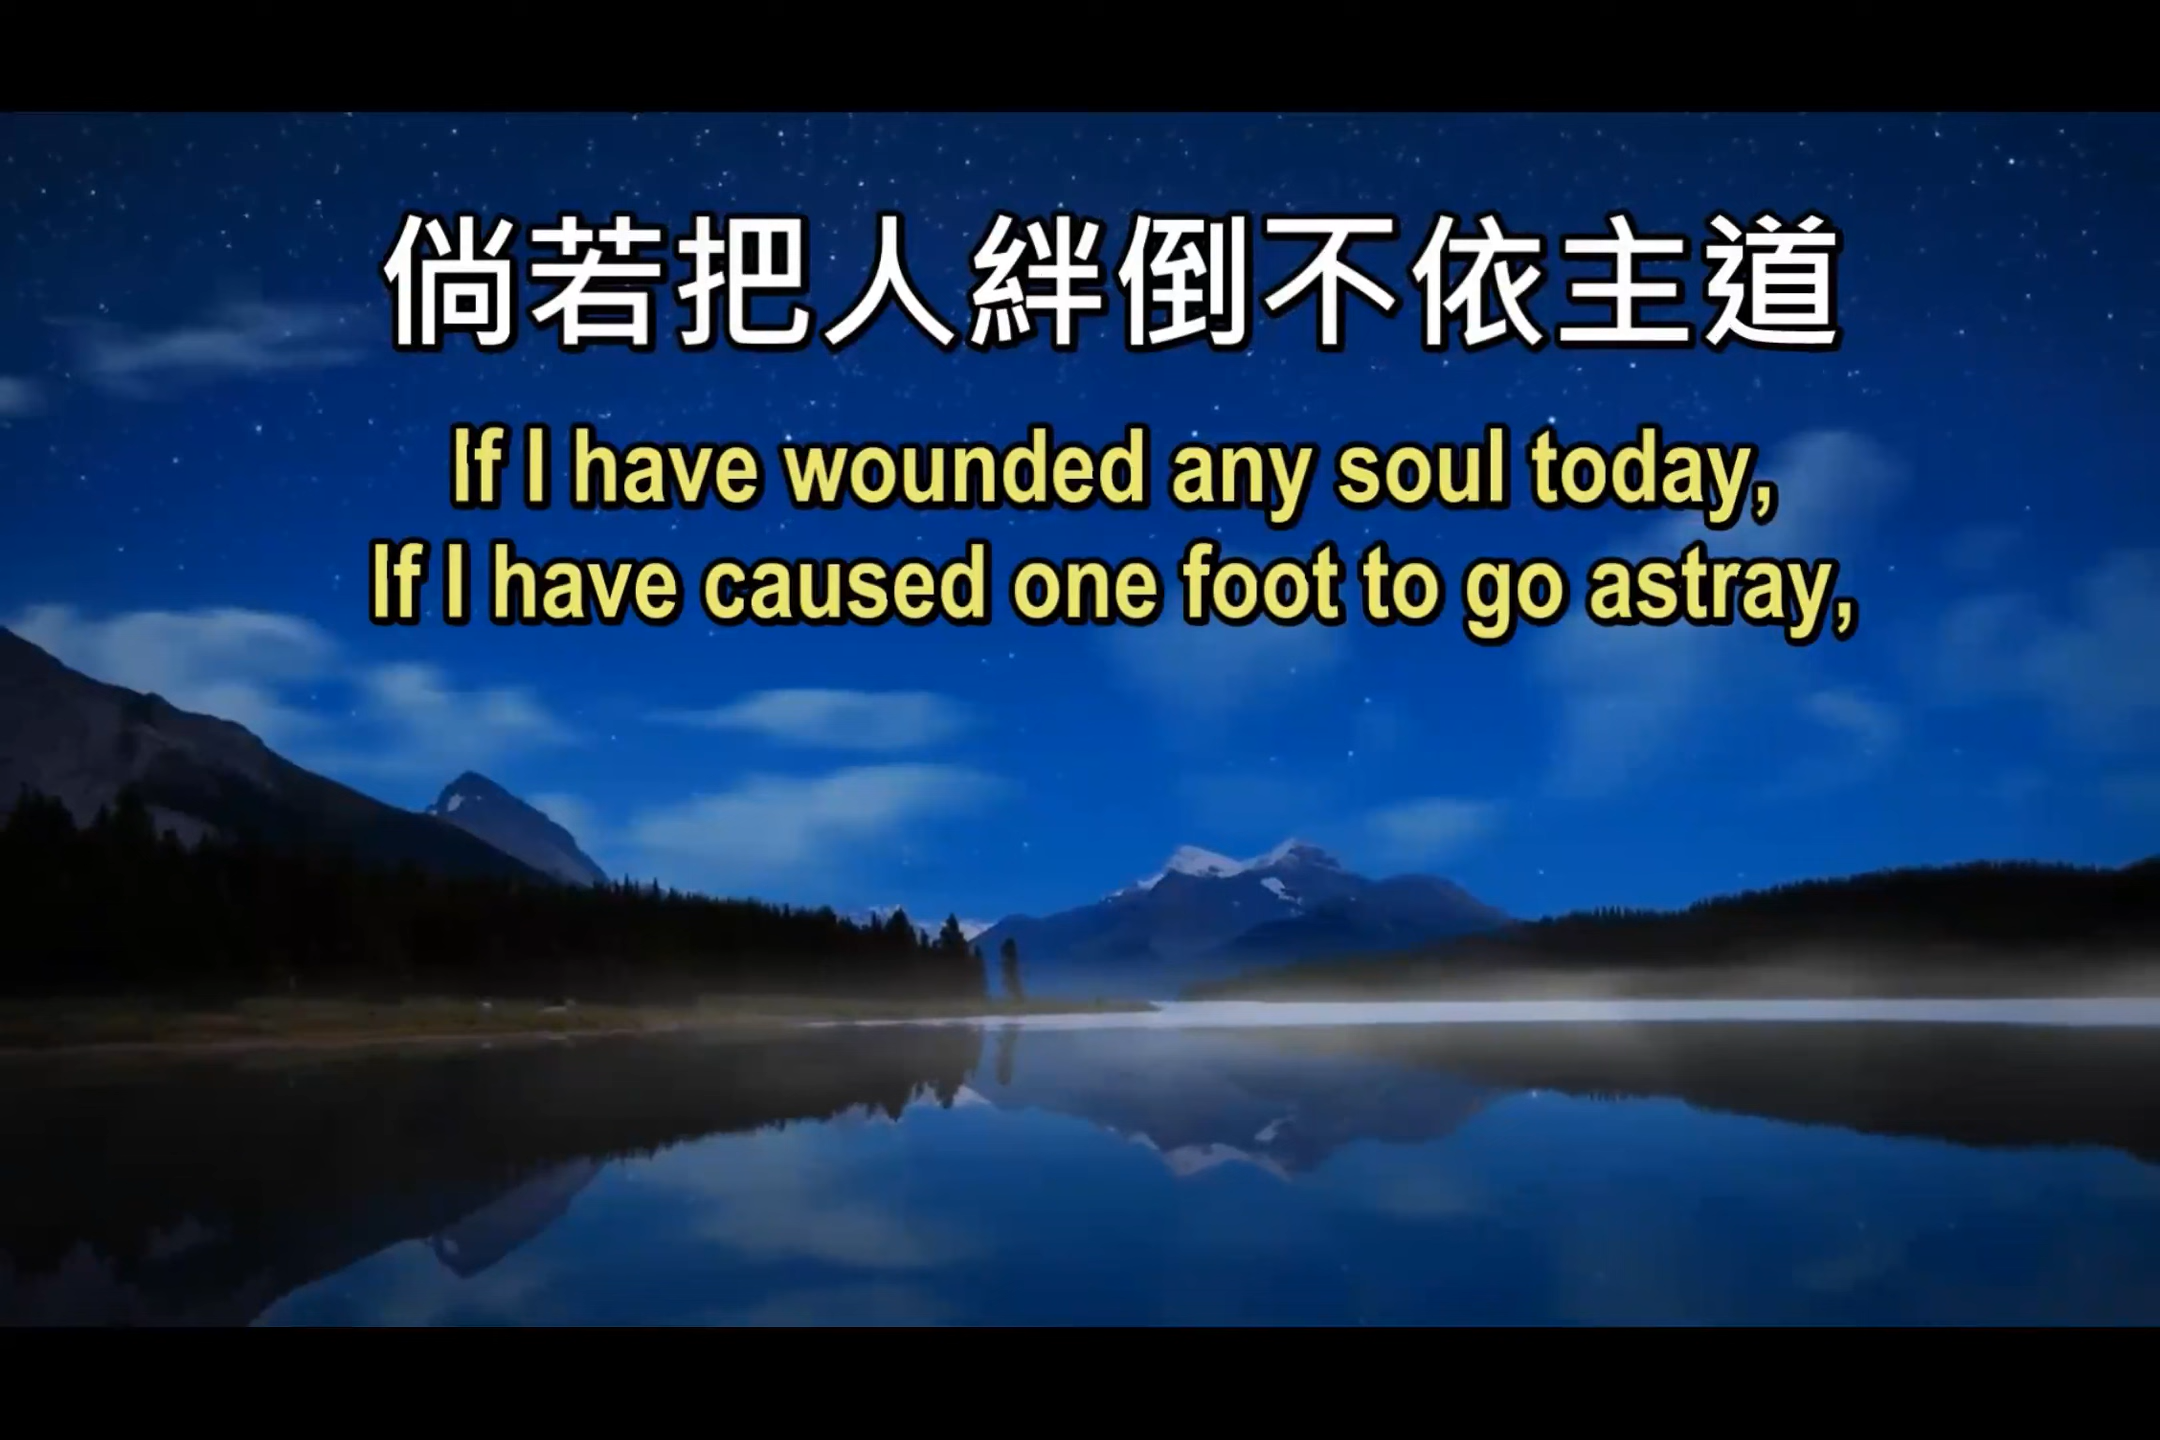 倘若把人絆倒不依主道
If I have wounded any soul today,
If I have caused one foot to go astray,